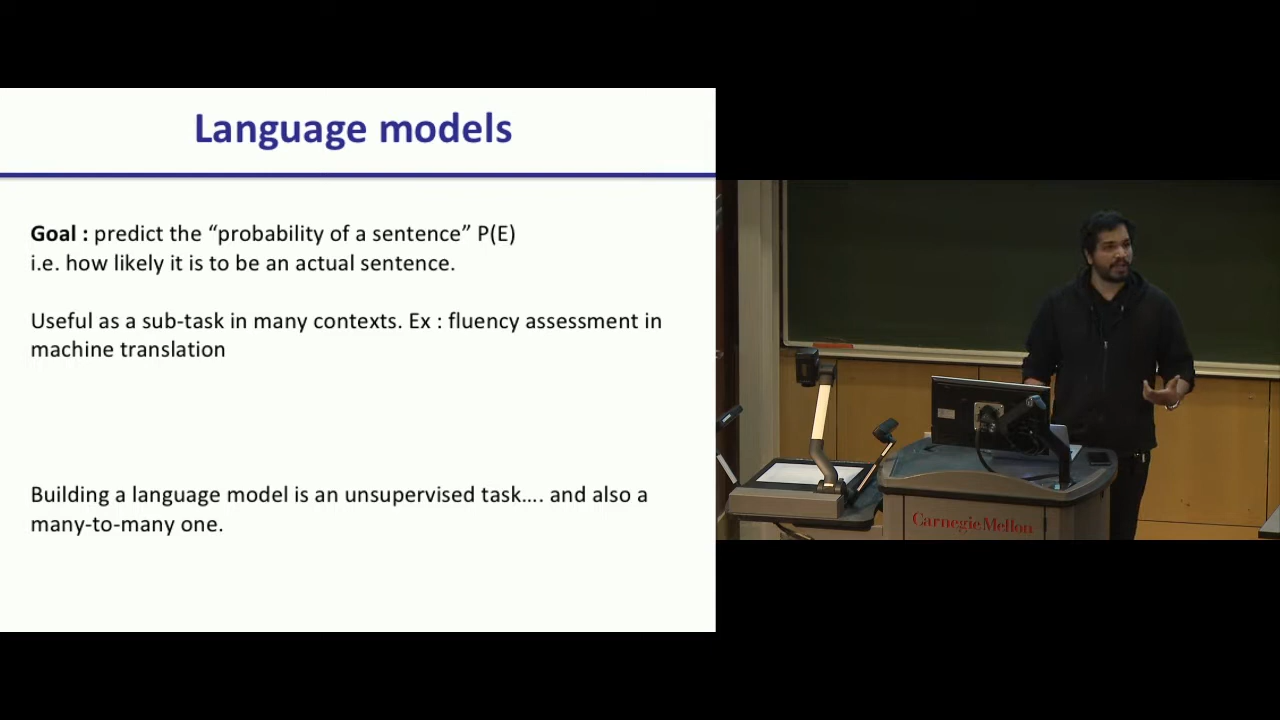 Language models
Goal : predict the “probability of a sentence” P(E)
i.e. how likely it is to be an actual sentence.
Useful as a sub-task in many contexts. Ex : fluency assessment in
machine translation
Building a language model is an unsupervised task…. and also a
many-to-many one.
Carnegie Mellon